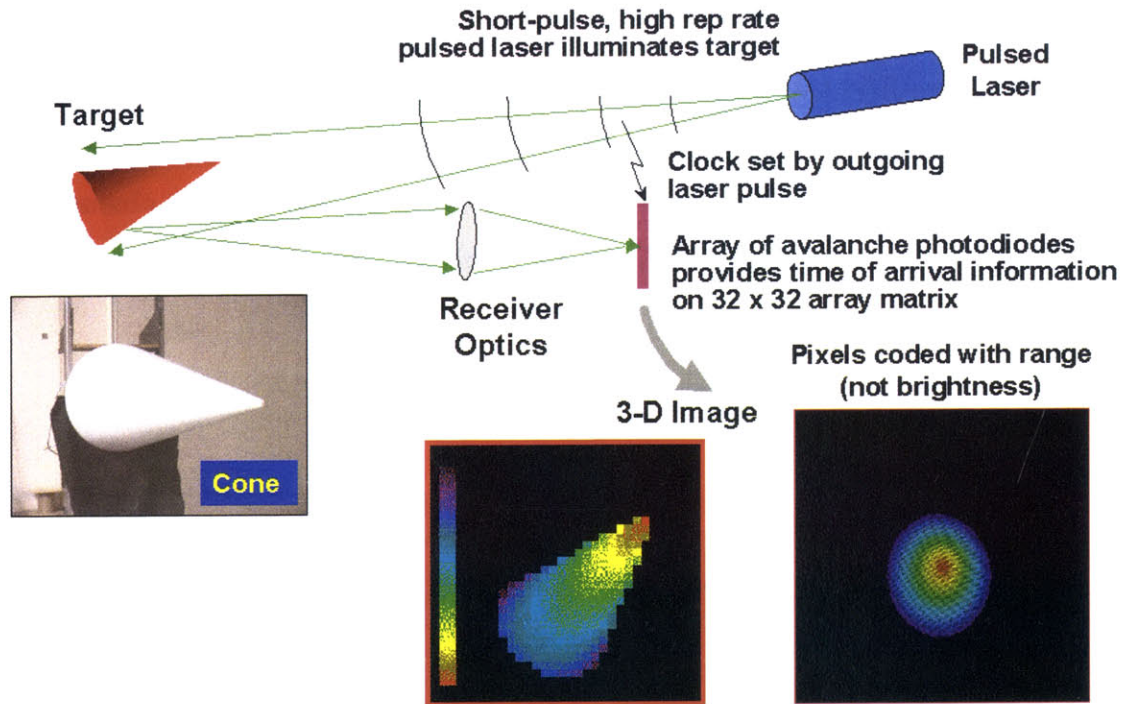 Short-pulse, high rep rate
pulsed laser illuminates target
Pulsed
Laser
Target
Clock set by outgoing
laser pulse
Array of avalanche photodiodes
provides time of arrival information
on 32 x 32 array matrix
Receiver
Optics
Pixels coded with range
(not brightness)
3-D Image
Cone